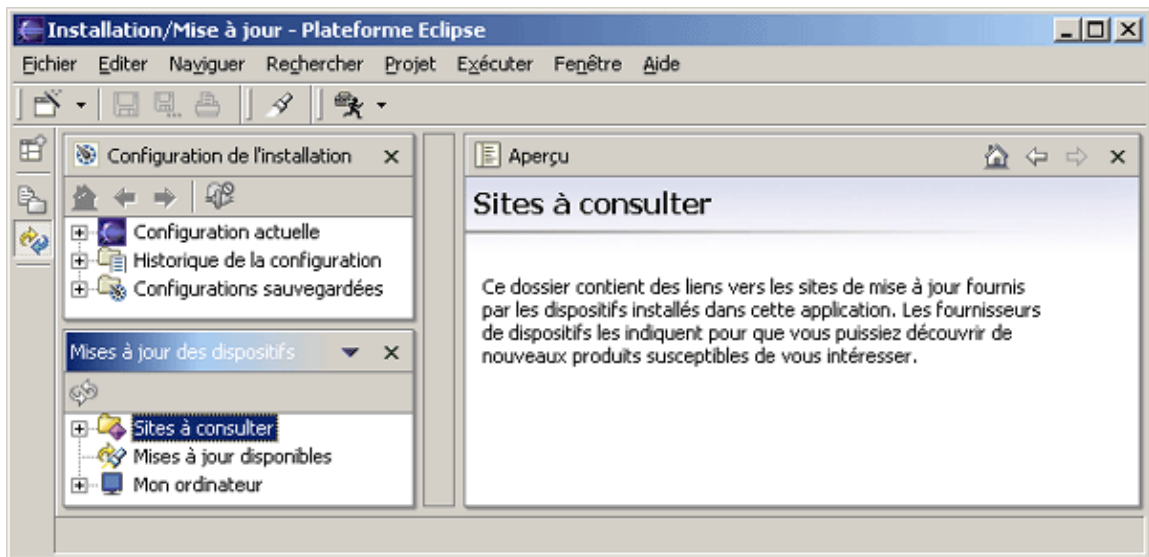 Installation/Mise à jour - Plateforme Eclipse
Fichier Editer Naviguer Rechercher Projet Exécuter Fenêtre Aide
Configuration de l'installation
Configuration actuelle
Historique de la configuration
Configurations sauvegardées
Mises à jour des dispositifs
Sites à consulter
Mises à jour disponibles
Mon ordinateur
Aperçu
Sites à consulter
Ce dossier contient des liens vers les sites de mise à jour fournis
par les dispositifs installés dans cette application. Les fournisseurs
de dispositifs les indiquent pour que vous puissiez découvrir de
nouveaux produits susceptibles de vous intéresser.